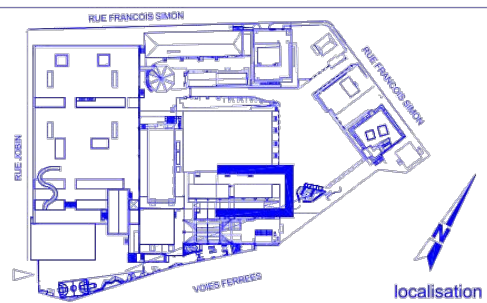 RUE FRANCOIS SIMON
RUE FRANCOIS SIMON
RUE JOBIN
VOIES FERREES
N
localisation